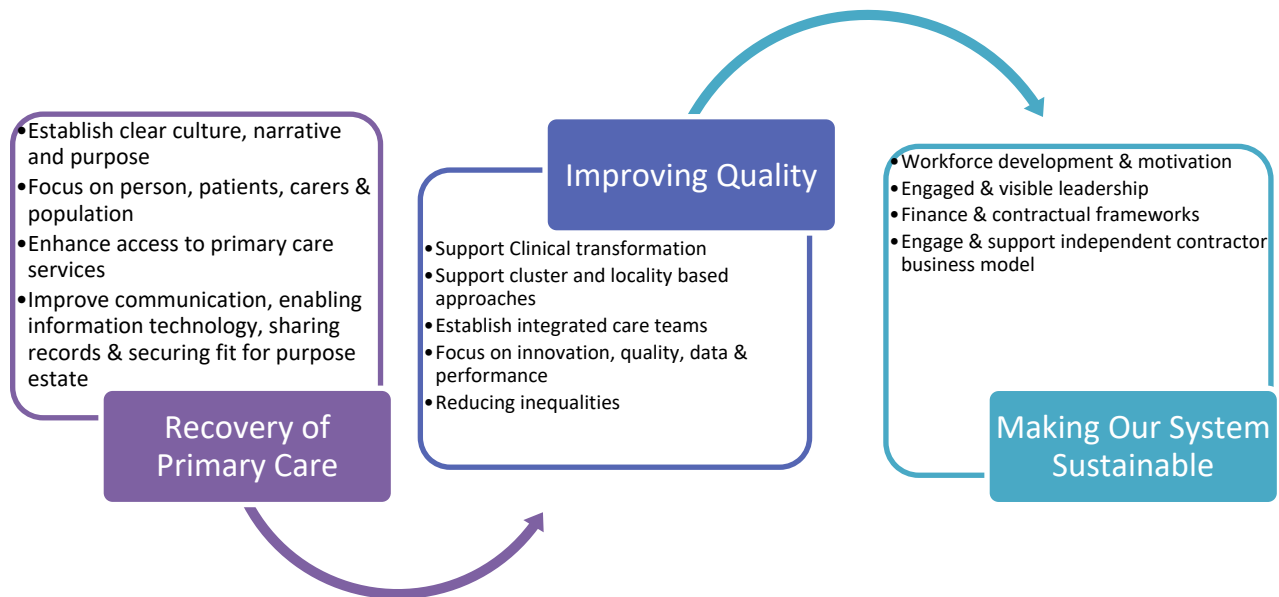 •Establish clear culture, narrative
and purpose
•Focus on person, patients, carers &
population
•Enhance access to primary care
services
•Improve communication, enabling
information technology, sharing
records & securing fit for purpose
estate
Recovery of
Primary Care
Improving Quality
•Support Clinical transformation
•Support cluster and locality based
approaches
•Establish integrated care teams
•Focus on innovation, quality, data &
performance
•Reducing inequalities
•Workforce development & motivation
•Engaged & visible leadership
•Finance & contractual frameworks
•Engage & support independent contractor
business model
Making Our System
Sustainable